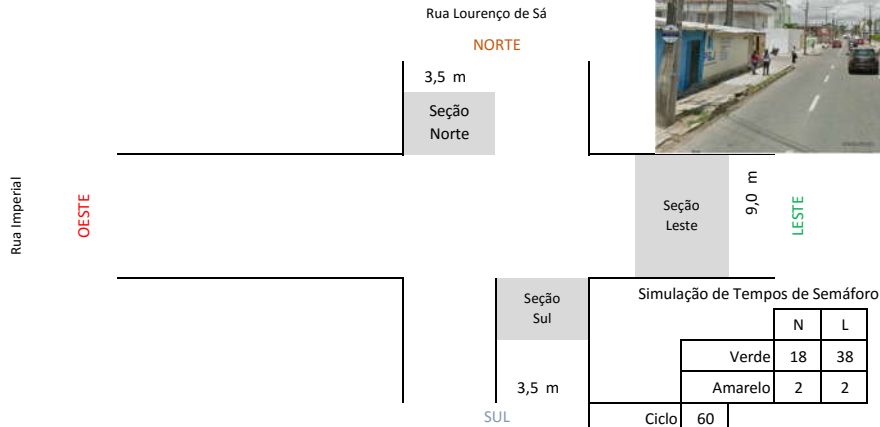 Rua Lourenço de Sá
NORTE
3,5 m
Seção
Norte
Rua Imperial
OESTE
Seção
Leste
9,0 m
LESTE
Seção
Sul
3,5 m
SUL
Simulação de Tempos de Semáforo
N L
Verde 18 38
Amarelo 2 2
Ciclo 60